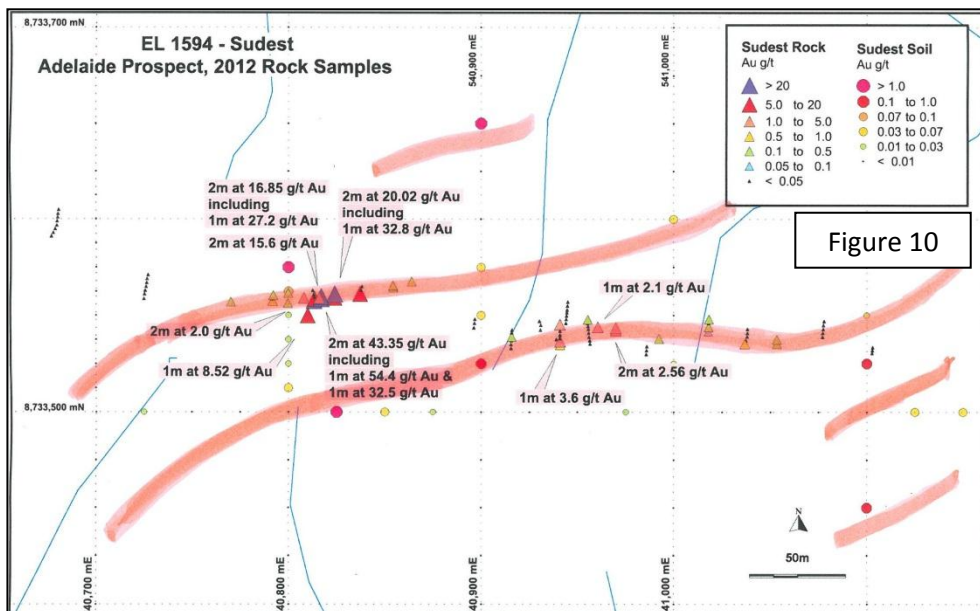 8,733,700 mN
EL 1594 - Sudest
Adelaide Prospect, 2012 Rock Samples
540,900 mE
541,000 mE
Sudest Rock
Au g/t
> 20
5.0 to 20
1.0 to 5.0
0.5 to 1.0
0.1 to 0.5
0.05 to 0.1
< 0.05
Sudest Soil
Au g/t
> 1.0
0.1 to 1.0
0.07 to 0.1
0.03 to 0.07
0.01 to 0.03
< 0.01
Figure 10
2m at 16.85 g/t Au
including
1m at 27.2 g/t Au
2m at 15.6 g/t Au
2m at 20.02 g/t Au
including
1m at 32.8 g/t Au
1m at 2.1 g/t Au
2m at 2.0 g/t Au
1m at 8.52 g/t Au
2m at 43.35 g/t Au
including
1m at 54.4 g/t Au &
1m at 32.5 g/t Au
2m at 2.56 g/t Au
1m at 3.6 g/t Au
8,733,500 mN
50m
40,700 mE
40,800 mE
40,900 mE
41,000 mE